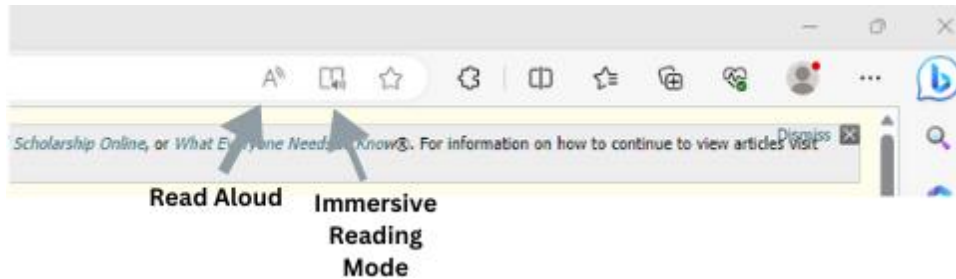 A
Scholarship Online, or What Everyone Needs to Know®. For information on how to continue to view articles visit
Dismiss
Read Aloud
Immersive
Reading
Mode